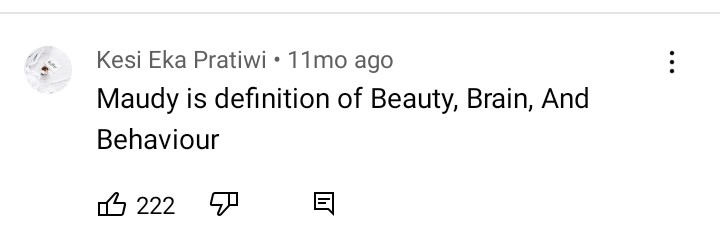 Kesi Eka Pratiwi • 11mo ago
Maudy is definition of Beauty, Brain, And
Behaviour
222